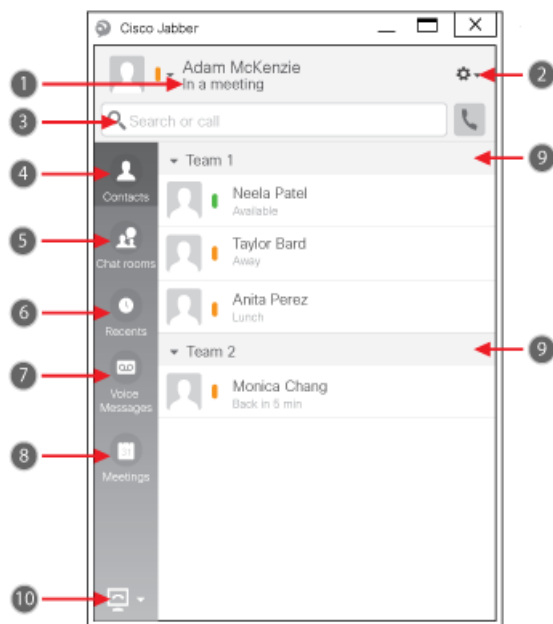 Cisco Jabber
1
Adam McKenzie
In a meeting
2
3
Search or call
4
Contacts
Team 1
9
Neela Patel
Available
5
Chat rooms
Taylor Bard
Away
6
Recents
Anita Perez
Lunch
Team 2
9
7
Voice
Messages
Monica Chang
Back in 5 min
8
31
Meetings
10